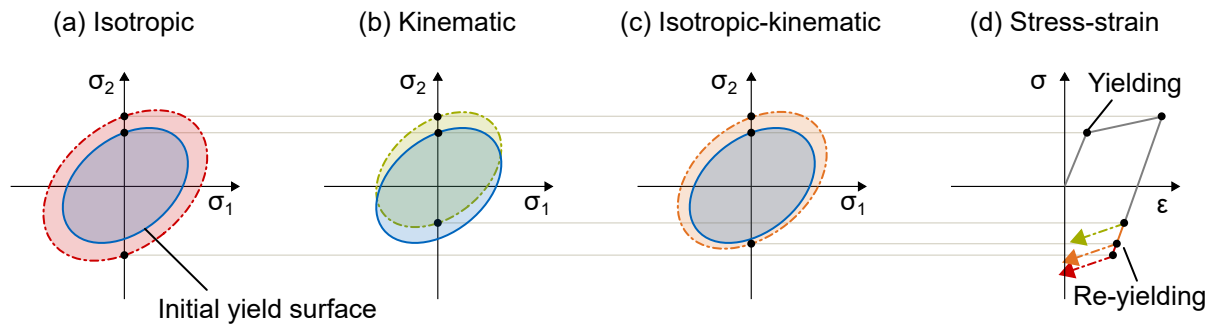 (a) Isotropic
(b) Kinematic
(c) Isotropic-kinematic
(d) Stress-strain
σ2
σ1
Initial yield surface
σ2
σ1
σ2
σ1
σ
Yielding
ε
Re-yielding